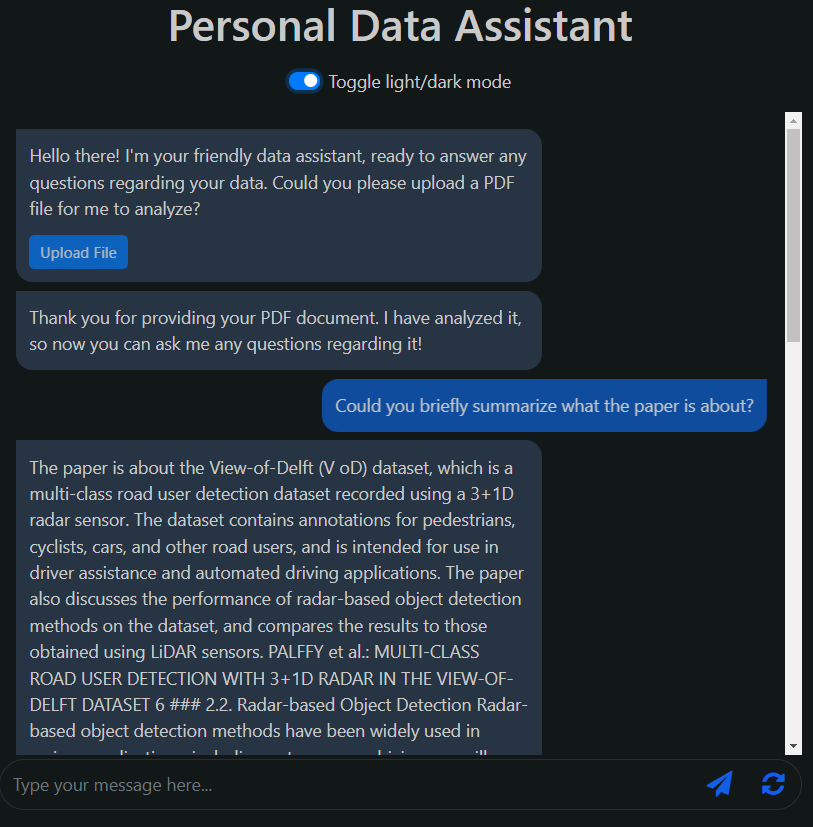 Personal Data Assistant
Toggle light/dark mode
Hello there! I'm your friendly data assistant, ready to answer any
questions regarding your data. Could you please upload a PDF
file for me to analyze?
Upload File
Thank you for providing your PDF document. I have analyzed it,
so now you can ask me any questions regarding it!
Could you briefly summarize what the paper is about?
The paper is about the View-of-Delft (V oD) dataset, which is a
multi-class road user detection dataset recorded using a 3+1D
radar sensor. The dataset contains annotations for pedestrians,
cyclists, cars, and other road users, and is intended for use in
driver assistance and automated driving applications. The paper
also discusses the performance of radar-based object detection
methods on the dataset, and compares the results to those
obtained using LiDAR sensors. PALFFY et al.: MULTI-CLASS
ROAD USER DETECTION WITH 3+1D RADAR IN THE VIEW-OF-
DELFT DATASET 6 ### 2.2. Radar-based Object Detection Radar-
based object detection methods have been widely used in
Type your message here...